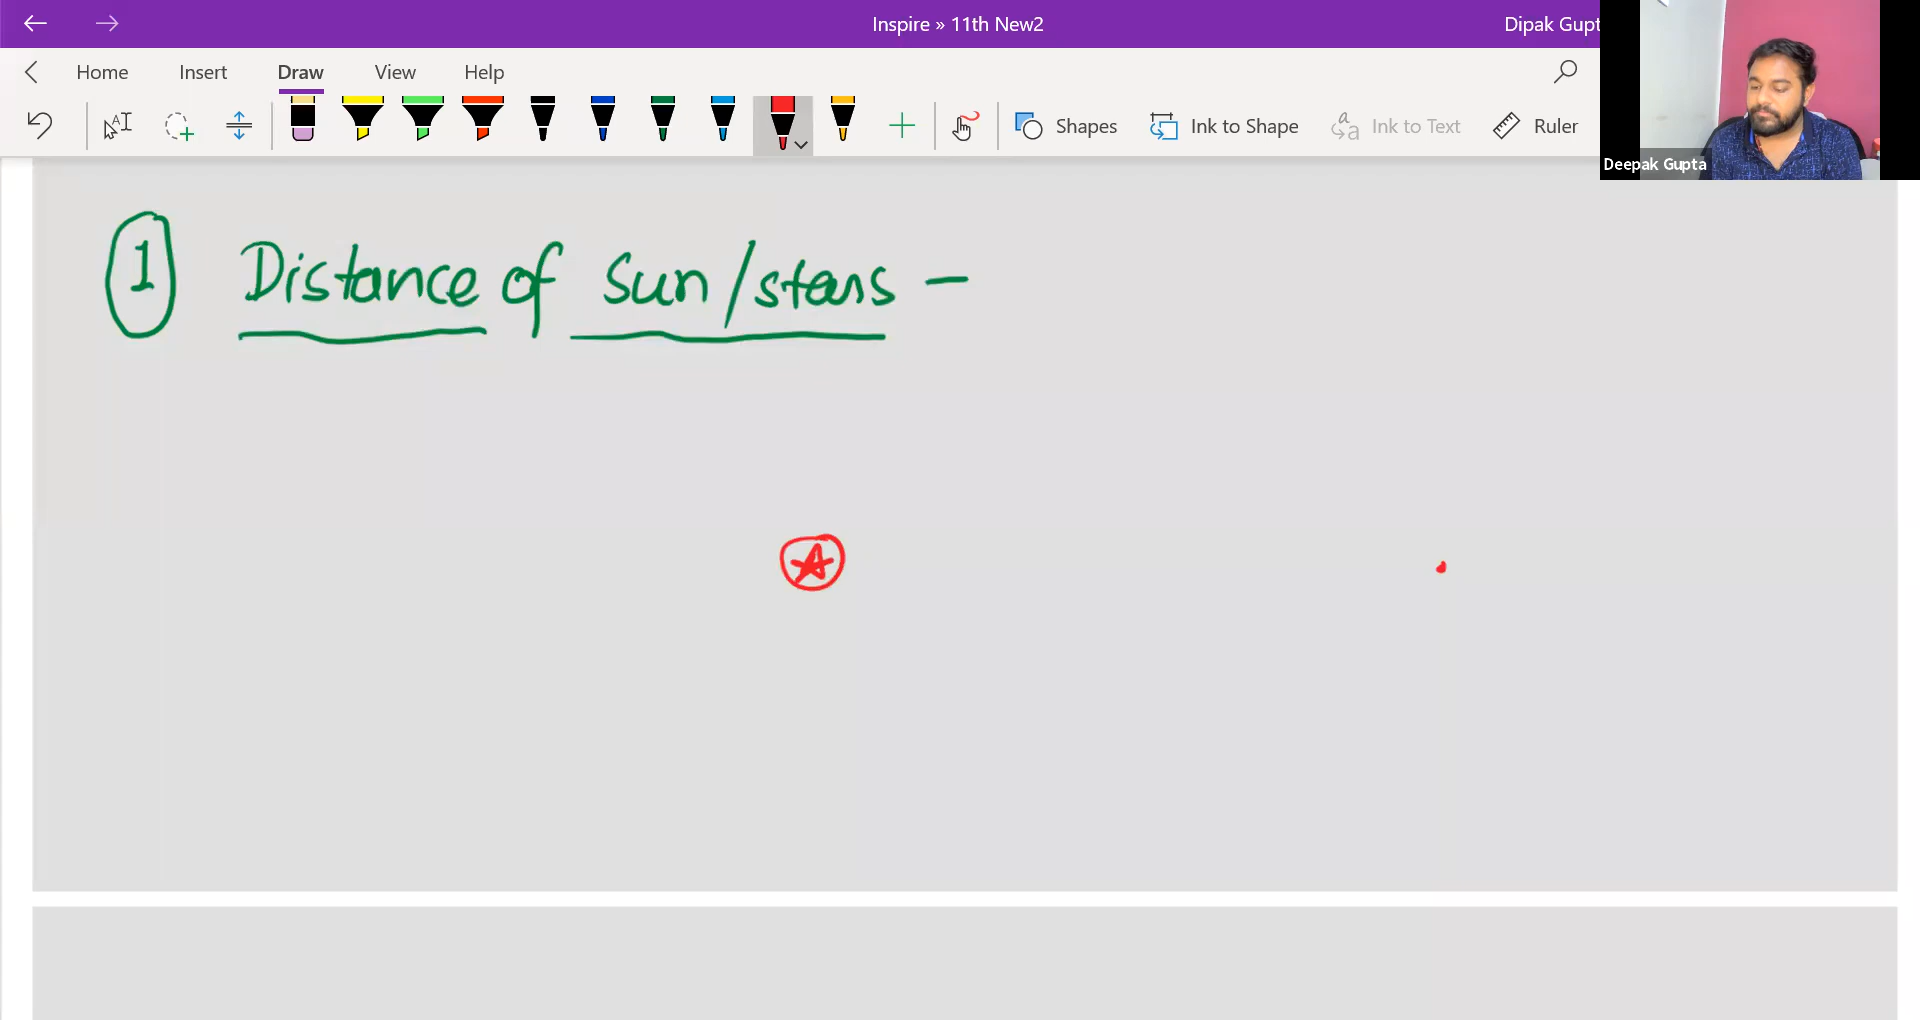 Inspire » 11th New2
Dipak Gupt
Home Insert Draw View Help
Shapes Ink to Shape Ink to Text Ruler
Deepak Gupta
1 Distance of Sun/stars -